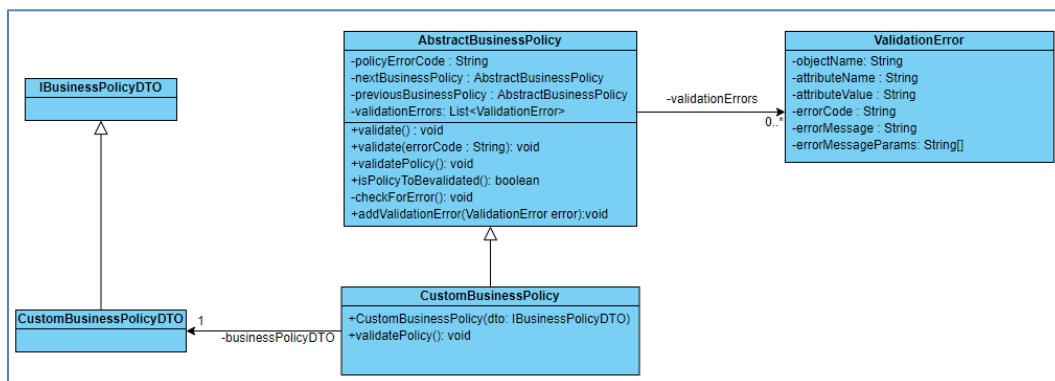 AbstractBusinessPolicy
-policyErrorCode : String
-nextBusinessPolicy : AbstractBusinessPolicy
-previousBusinessPolicy : AbstractBusinessPolicy
-validationErrors: List<ValidationError>
+validate() : void
+validate(errorCode : String): void
+validatePolicy(): void
+isPolicyToBevalidated(): boolean
-checkForError(): void
+addValidationError(ValidationError error):void
-validationErrors
0..*
ValidationError
-objectName: String
-attributeName : String
-attributeValue : String
-errorCode : String
-errorMessage : String
-errorMessageParams: String[]
IBusinessPolicyDTO
CustomBusinessPolicyDTO
1
-businessPolicyDTO
CustomBusinessPolicy
+CustomBusinessPolicy(dto: IBusinessPolicyDTO)
+validatePolicy(): void